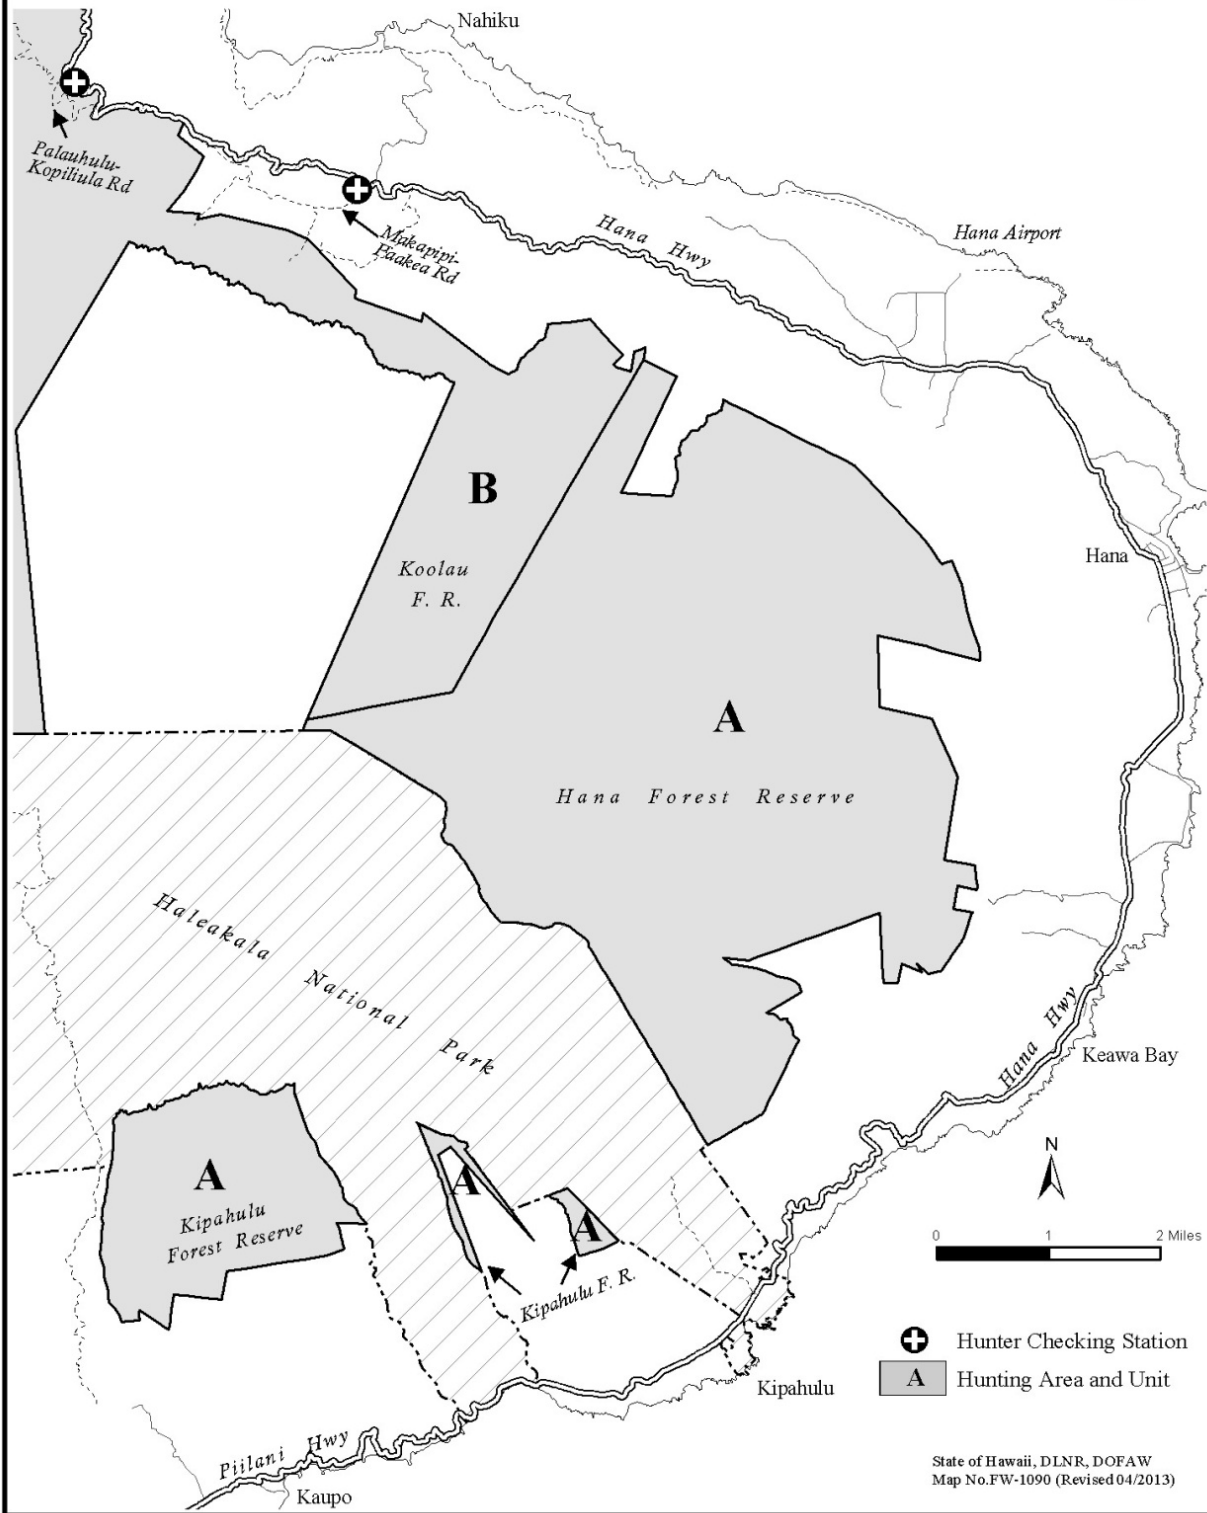 Nahiku
Palauhulu-
Kopiliula Rd
Makapipi-
Paakea Rd
Hana Hwy
Hana Airport
B
Koolau
F. R.
Hana
A
Hana Forest Reserve
Haleakala National Park
Hana Hwy
Keawa Bay
A
Kipahulu
Forest Reserve
A
A
Kipahulu F. R.
N
0 1 2 Miles
Hunter Checking Station
A Hunting Area and Unit
Kipahulu
Piilani Hwy
Kaupo
State of Hawaii, DLNR, DOFAW
Map No.FW-1090 (Revised 04/2013)